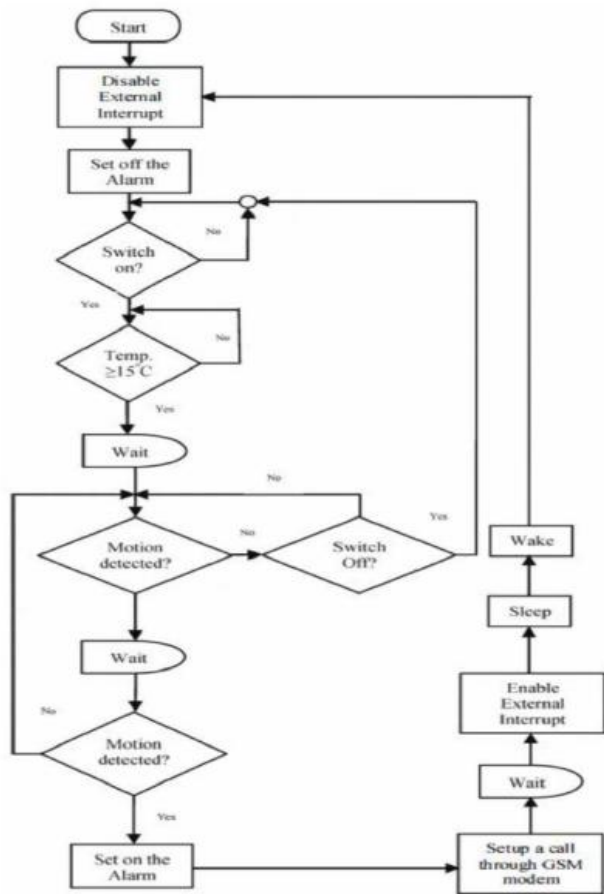 Start
Disable
External
Interrupt
Set off the
Alarm
No
Switch
on?
Yes
No
Temp.
≥15°C
Yes
Wait
No
Motion
detected?
No
Switch
Off?
Yes
Wake
Sleep
Wait
Enable
External
Interrupt
No
Motion
detected?
Wait
Yes
Set on the
Alarm
Setup a call
through GSM
modem